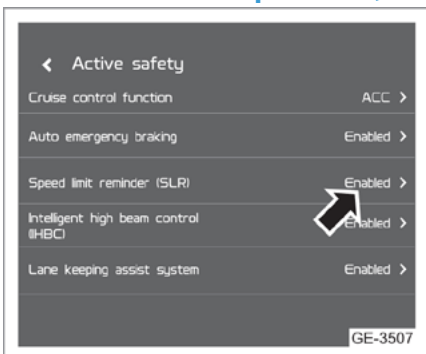 Active safety
Cruise control function ACC >
Auto emergency braking Enabled >
Speed limit reminder (SLR) Enabled >
Intelligent high beam control
(IHBC) Enabled >
Lane keeping assist system Enabled >
GE-3507